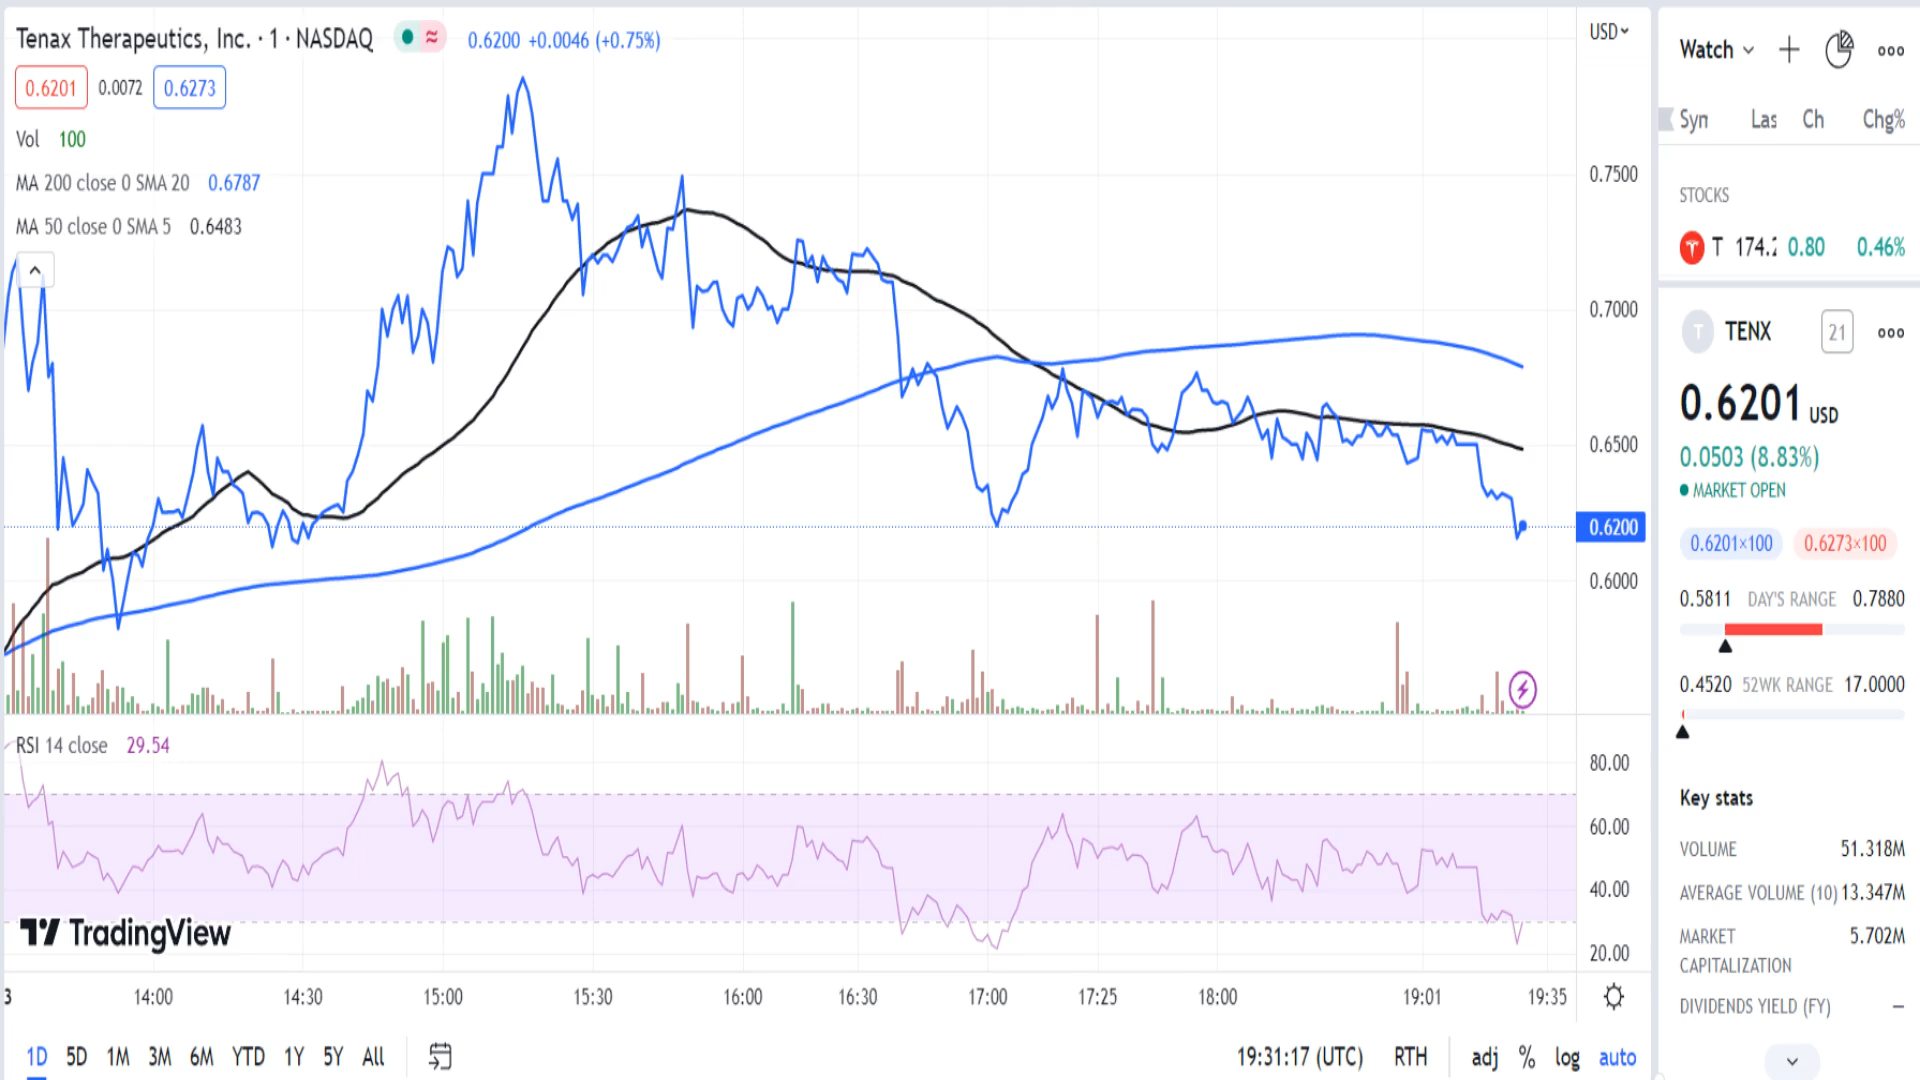 Tenax Therapeutics, Inc. · 1 · NASDAQ
0.6200 +0.0046 (+0.75%)
0.6201 0.0072 0.6273
Vol 100
MA 200 close 0 SMA 20 0.6787
MA 50 close 0 SMA 5 0.6483
USD
0.7500
0.7000
0.6500
0.6200
0.6000
RSI 14 close 29.54
80.00
60.00
40.00
20.00
TradingView
3 14:00 14:30 15:00 15:30 16:00 16:30 17:00 17:25 18:00 19:01 19:35
1D 5D 1M 3M 6M YTD 1Y 5Y All
19:31:17 (UTC) RTH adj % log auto
Watch
Syn Las Ch Chg%
STOCKS
T 174.2 0.80 0.46%
T TENX 21
0.6201 USD
0.0503 (8.83%)
MARKET OPEN
0.6201×100 0.6273×100
0.5811 DAY'S RANGE 0.7880
0.4520 52WK RANGE 17.0000
Key stats
VOLUME 51.318M
AVERAGE VOLUME (10) 13.347M
MARKET CAPITALIZATION 5.702M
DIVIDENDS YIELD (FY) —